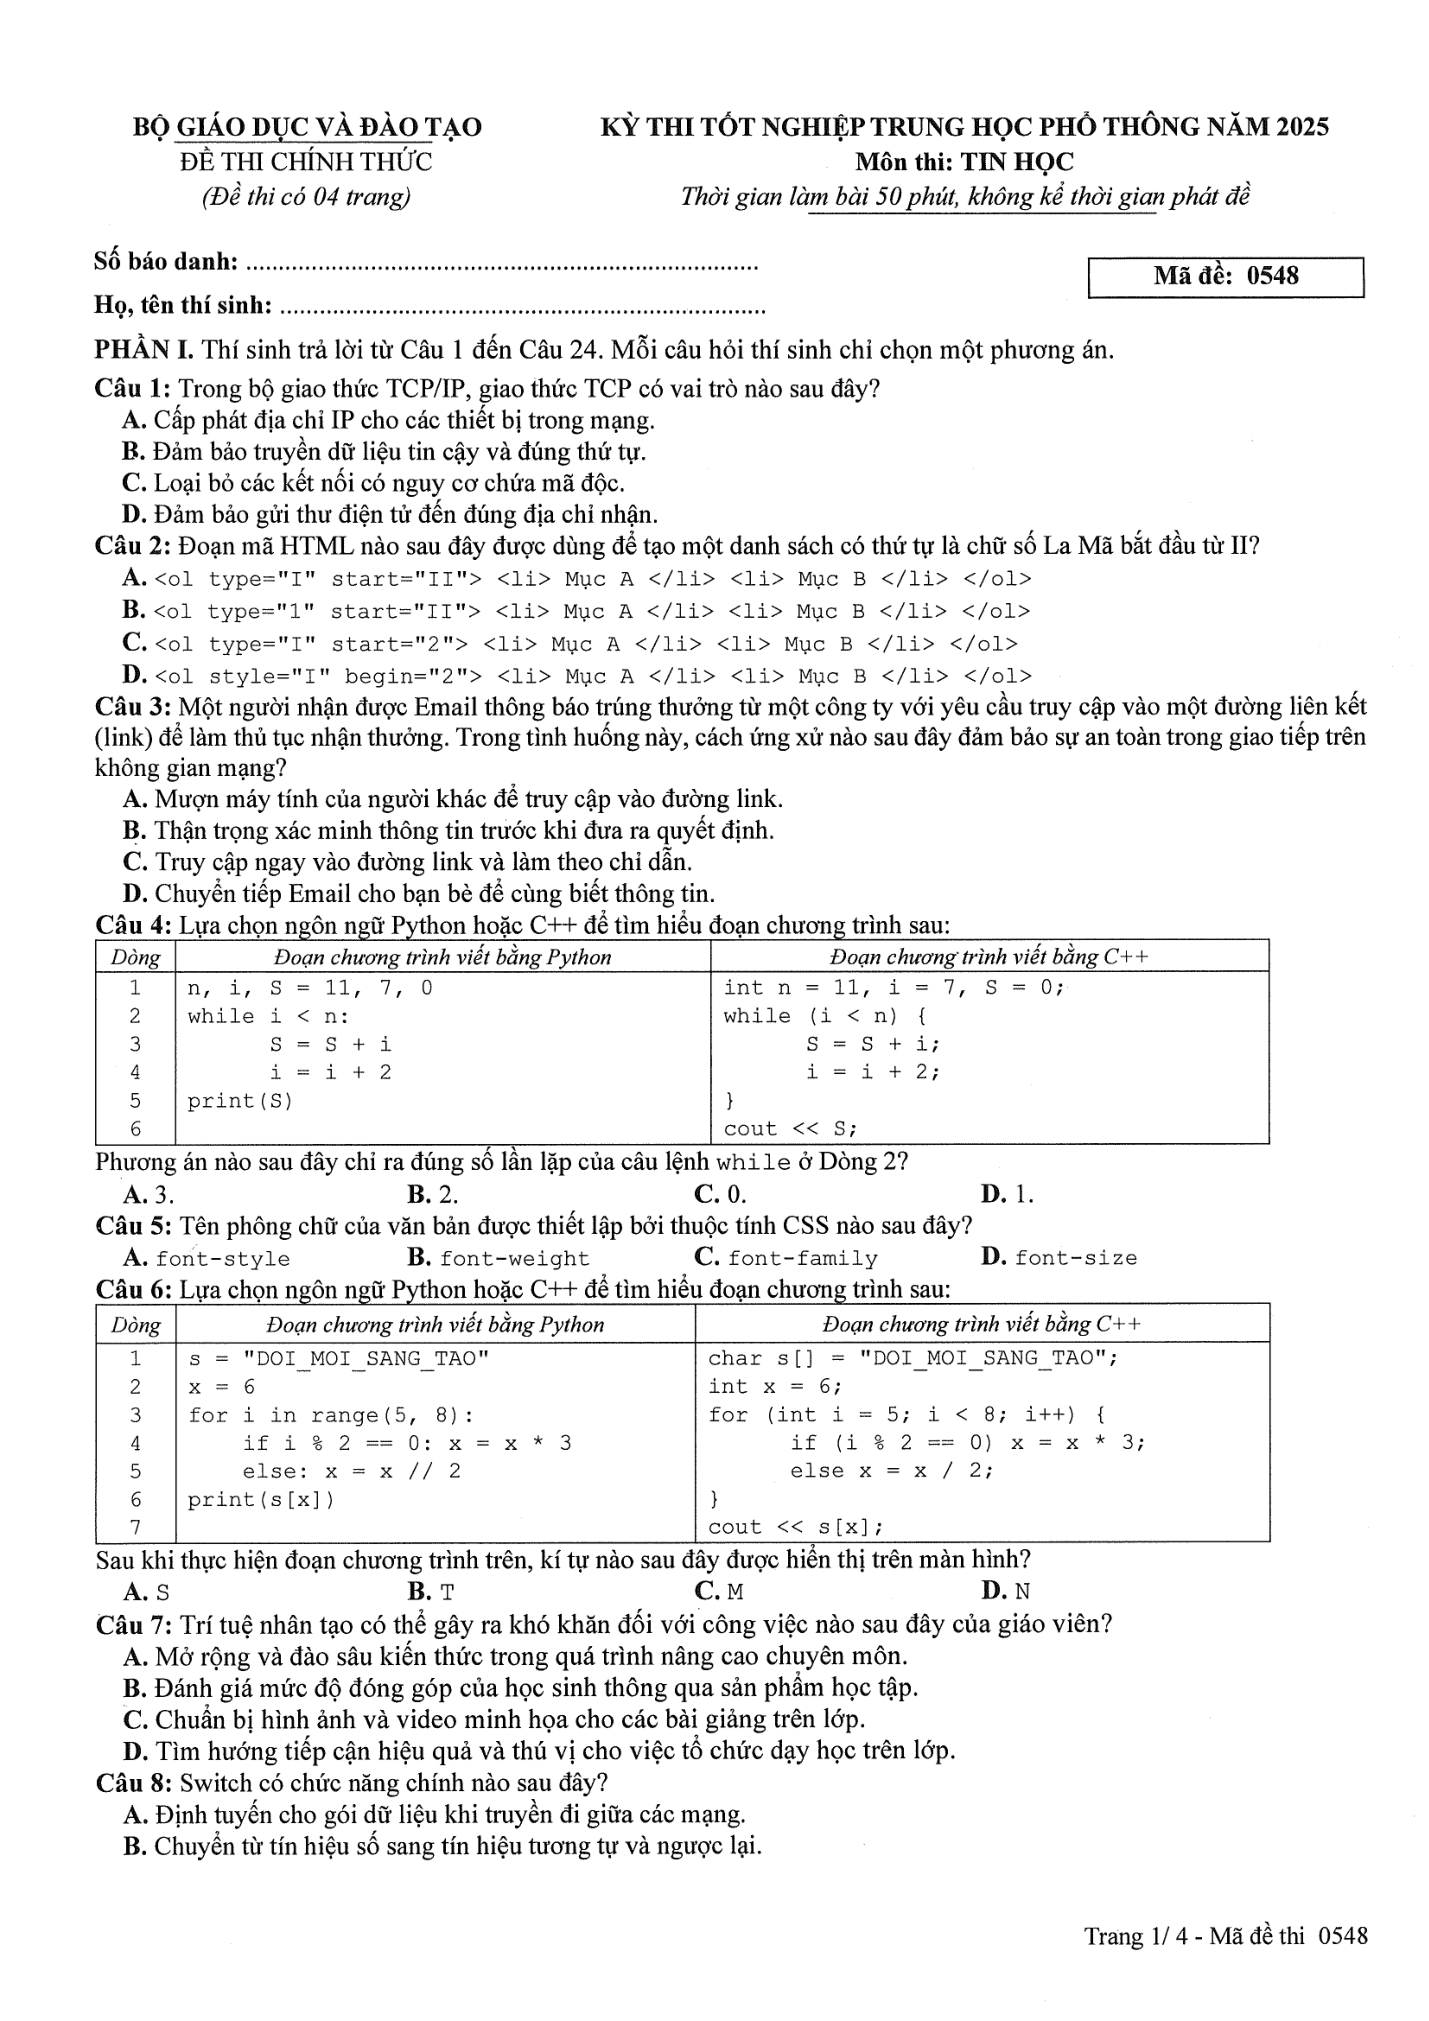 BỘ GIÁO DỤC VÀ ĐÀO TẠO
ĐỀ THI CHÍNH THỨC
(Đề thi có 04 trang)
KỲ THI TỐT NGHIỆP TRUNG HỌC PHỔ THÔNG NĂM 2025
Môn thi: TIN HỌC
Thời gian làm bài 50 phút, không kể thời gian phát đề
Số báo danh: ..............................................................................
Họ, tên thí sinh: ..........................................................................
Mã đề: 0548
PHẦN I. Thí sinh trả lời từ Câu 1 đến Câu 24. Mỗi câu hỏi thí sinh chỉ chọn một phương án.
Câu 1: Trong bộ giao thức TCP/IP, giao thức TCP có vai trò nào sau đây?
A. Cấp phát địa chỉ IP cho các thiết bị trong mạng.
B. Đảm bảo truyền dữ liệu tin cậy và đúng thứ tự.
C. Loại bỏ các kết nối có nguy cơ chứa mã độc.
D. Đảm bảo gửi thư điện tử đến đúng địa chỉ nhận.
Câu 2: Đoạn mã HTML nào sau đây được dùng để tạo một danh sách có thứ tự là chữ số La Mã bắt đầu từ II?
A. <ol type="I" start="II"> <li> Mục A </li> <li> Mục B </li> </ol>
B. <ol type="1" start="II"> <li> Mục A </li> <li> Mục B </li> </ol>
C. <ol type="I" start="2"> <li> Mục A </li> <li> Mục B </li> </ol>
D. <ol style="I" begin="2"> <li> Mục A </li> <li> Mục B </li> </ol>
Câu 3: Một người nhận được Email thông báo trúng thưởng từ một công ty với yêu cầu truy cập vào một đường liên kết
(link) để làm thủ tục nhận thưởng. Trong tình huống này, cách ứng xử nào sau đây đảm bảo sự an toàn trong giao tiếp trên
không gian mạng?
A. Mượn máy tính của người khác để truy cập vào đường link.
B. Thận trọng xác minh thông tin trước khi đưa ra quyết định.
C. Truy cập ngay vào đường link và làm theo chỉ dẫn.
D. Chuyển tiếp Email cho bạn bè để cùng biết thông tin.
Câu 4: Lựa chọn ngôn ngữ Python hoặc C++ để tìm hiểu đoạn chương trình sau:
Dòng Đoạn chương trình viết bằng Python Đoạn chương trình viết bằng C++
1 n, i, S = 11, 7, 0 int n = 11, i = 7, S = 0;
2 while i < n: while (i < n) {
3 S = S + i S = S + i;
4 i = i + 2 i = i + 2;
5 print(S) }
6 cout << S;
Phương án nào sau đây chỉ ra đúng số lần lặp của câu lệnh while ở Dòng 2?
A. 3. B. 2. C. 0. D. 1.
Câu 5: Tên phông chữ của văn bản được thiết lập bởi thuộc tính CSS nào sau đây?
A. font-style B. font-weight C. font-family D. font-size
Câu 6: Lựa chọn ngôn ngữ Python hoặc C++ để tìm hiểu đoạn chương trình sau:
Dòng Đoạn chương trình viết bằng Python Đoạn chương trình viết bằng C++
1 s = "DOI_MOI_SANG_TAO" char s[] = "DOI_MOI_SANG_TAO";
2 x = 6 int x = 6;
3 for i in range(5, 8): for (int i = 5; i < 8; i++) {
4 if i % 2 == 0: x = x * 3 if (i % 2 == 0) x = x * 3;
5 else: x = x // 2 else x = x / 2;
6 print(s[x]) }
7 cout << s[x];
Sau khi thực hiện đoạn chương trình trên, kí tự nào sau đây được hiển thị trên màn hình?
A. S B. T C. M D. N
Câu 7: Trí tuệ nhân tạo có thể gây ra khó khăn đối với công việc nào sau đây của giáo viên?
A. Mở rộng và đào sâu kiến thức trong quá trình nâng cao chuyên môn.
B. Đánh giá mức độ đóng góp của học sinh thông qua sản phẩm học tập.
C. Chuẩn bị hình ảnh và video minh họa cho các bài giảng trên lớp.
D. Tìm hướng tiếp cận hiệu quả và thú vị cho việc tổ chức dạy học trên lớp.
Câu 8: Switch có chức năng chính nào sau đây?
A. Định tuyến cho gói dữ liệu khi truyền đi giữa các mạng.
B. Chuyển từ tín hiệu số sang tín hiệu tương tự và ngược lại.
Trang 1/ 4 - Mã đề thi 0548